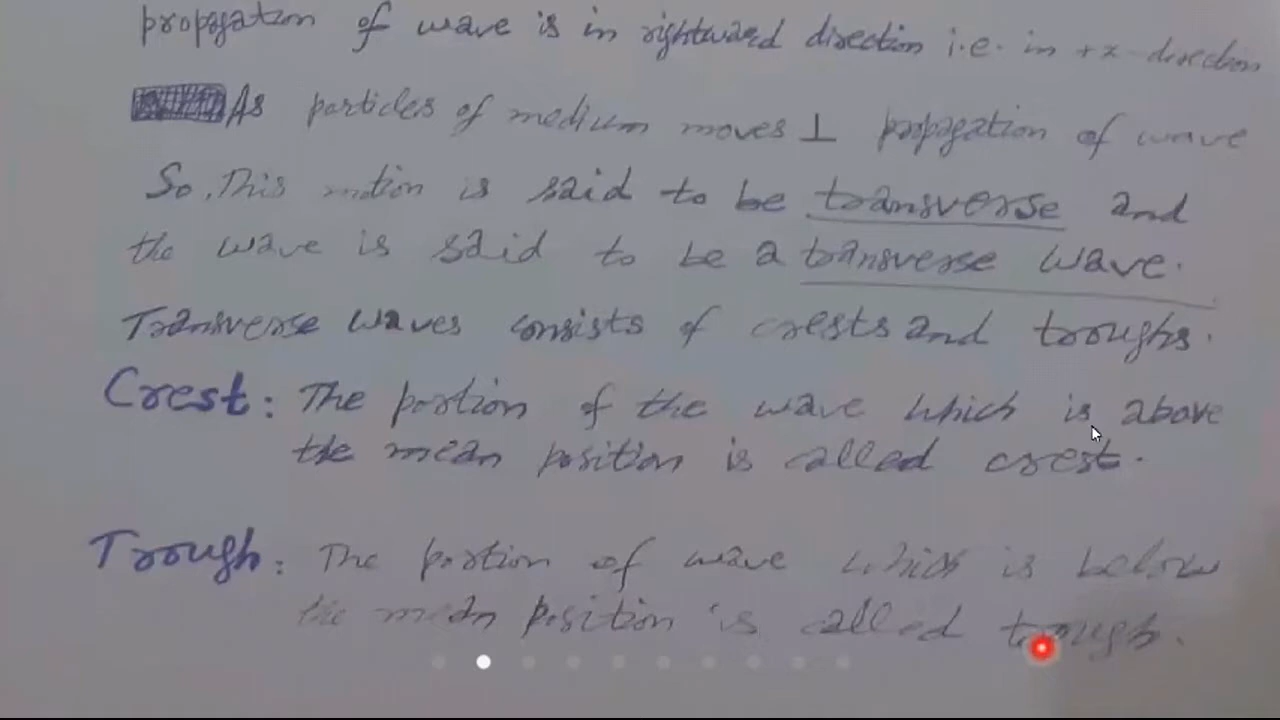 propogation of wave is in rightward direction i.e. in +x-direction
As particles of medium moves ⊥ propagation of wave
So, This motion is said to be transverse and
the wave is said to be a transverse wave.
Transverse waves consists of crests and troughs.
Crest: The portion of the wave which is above
the mean position is called crest.
Trough: The portion of wave which is below
the mean position is called trough.